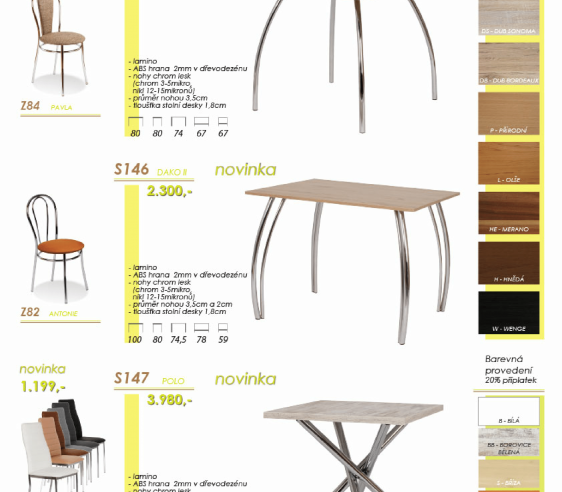 Z84 PAVLA
- lamino
- ABS hrana 2mm v dřevodezénu
- nohy chrom lesk
(chrom 3-5mikro,
nikl 12-15mikronů)
- průměr nohou 3,5cm
- tloušťka stolní desky 1,8cm
80 80 74 67 67
S146 DAKO II novinka
2.300,-
- lamino
- ABS hrana 2mm v dřevodezénu
- nohy chrom lesk
(chrom 3-5mikro,
nikl 12-15mikronů)
- průměr nohou 3,5cm a 2cm
- tloušťka stolní desky 1,8cm
100 80 74,5 78 59
Z82 ANTONIE
novinka
1.199,-
S147 POLO novinka
3.980,-
- lamino
- ABS hrana 2mm v dřevodezénu
- nohy chrom lesk
DS - DUB SONOMA
DB - DUB BORDEAUX
P - PŘÍRODNÍ
L - OLŠE
ME - MERANO
H - HNĚDÁ
W - WENGE
Barevná
provedení
20% příplatek
B - BÍLÁ
BB - BOROVICE
BĚLENÁ
S - BŘÍZA